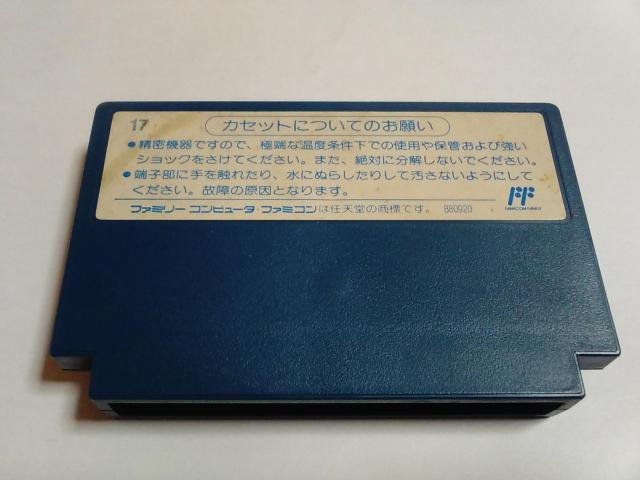 17
カセットについてのお願い
●精密機器ですので、極端な温度条件下での使用や保管および強い
ショックをさけてください。また、絶対に分解しないでください。
●端子部に手を触れたり、水にぬらしたりして汚さないようにして
ください。故障の原因となります。
ファミリー コンピュータ・ファミコンは任天堂の商標です。 880920